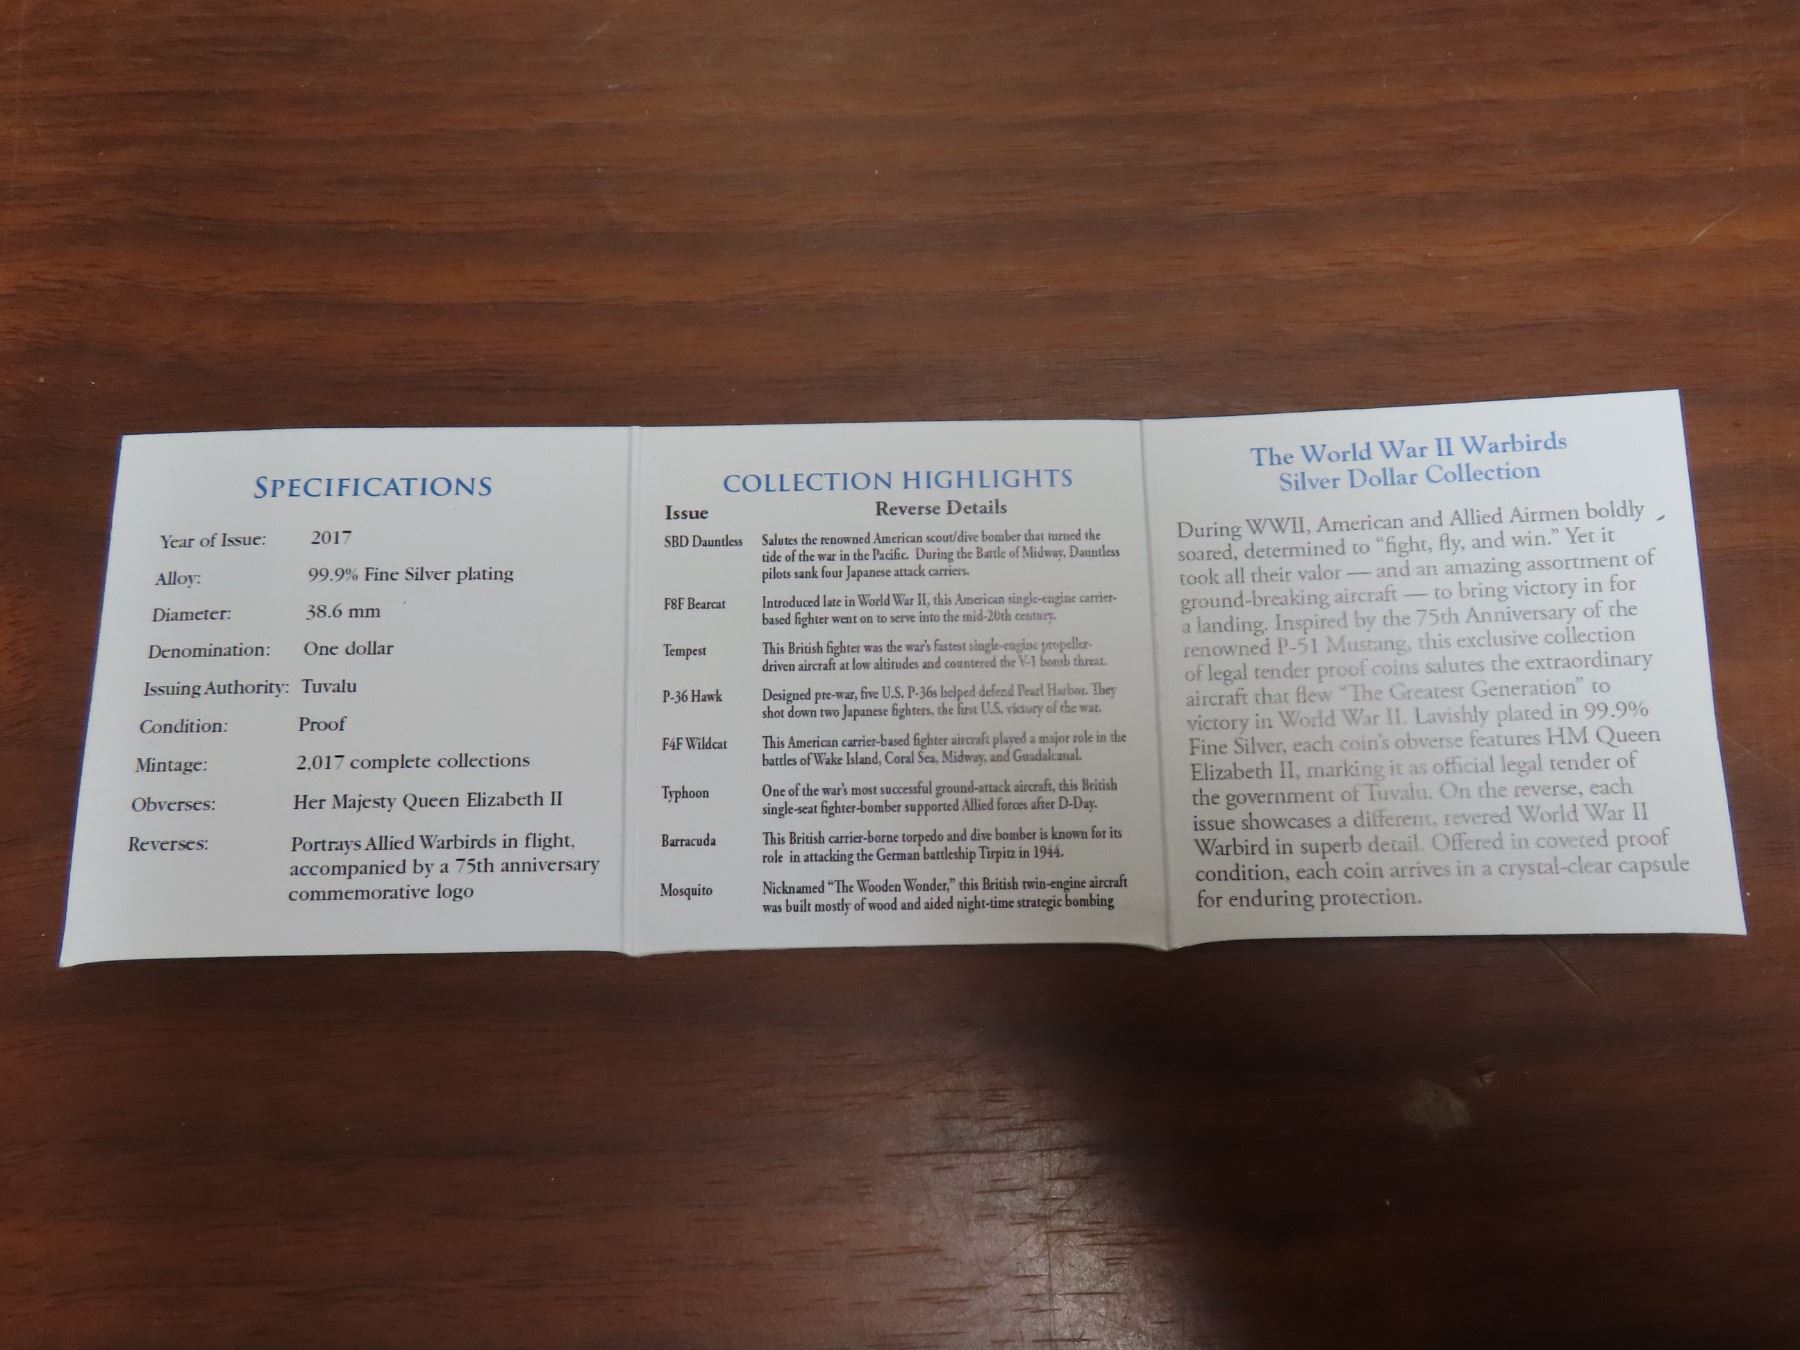 SPECIFICATIONS
Year of Issue: 2017
Alloy: 99.9% Fine Silver plating
Diameter: 38.6 mm
Denomination: One dollar
Issuing Authority: Tuvalu
Condition: Proof
Mintage: 2,017 complete collections
Obverses: Her Majesty Queen Elizabeth II
Reverses: Portrays Allied Warbirds in flight,
accompanied by a 75th anniversary
commemorative logo
COLLECTION HIGHLIGHTS
Issue Reverse Details
SBD Dauntless Salutes the renowned American scout/dive bomber that turned the
tide of the war in the Pacific. During the Battle of Midway, Dauntless
pilots sank four Japanese attack carriers.
F8F Bearcat Introduced late in World War II, this American single-engine carrier-
based fighter went on to serve into the mid-20th century.
Tempest This British fighter was the war's fastest single-engine propeller-
driven aircraft at low altitudes and countered the V-1 bomb threat.
P-36 Hawk Designed pre-war, five U.S. P-36s helped defend Pearl Harbor. They
shot down two Japanese fighters, the first U.S. victory of the war.
F4F Wildcat This American carrier-based fighter aircraft played a major role in the
battles of Wake Island, Coral Sea, Midway, and Guadalcanal.
Typhoon One of the war's most successful ground-attack aircraft, this British
single-seat fighter-bomber supported Allied forces after D-Day.
Barracuda This British carrier-borne torpedo and dive bomber is known for its
role in attacking the German battleship Tirpitz in 1944.
Mosquito Nicknamed "The Wooden Wonder," this British twin-engine aircraft
was built mostly of wood and aided night-time strategic bombing
The World War II Warbirds
Silver Dollar Collection
During WWII, American and Allied Airmen boldly
soared, determined to "fight, fly, and win." Yet it
took all their valor — and an amazing assortment of
ground-breaking aircraft — to bring victory in for
a landing. Inspired by the 75th Anniversary of the
renowned P-51 Mustang, this exclusive collection
of legal tender proof coins salutes the extraordinary
aircraft that flew "The Greatest Generation" to
victory in World War II. Lavishly plated in 99.9%
Fine Silver, each coin's obverse features HM Queen
Elizabeth II, marking it as official legal tender of
the government of Tuvalu. On the reverse, each
issue showcases a different, revered World War II
Warbird in superb detail. Offered in coveted proof
condition, each coin arrives in a crystal-clear capsule
for enduring protection.